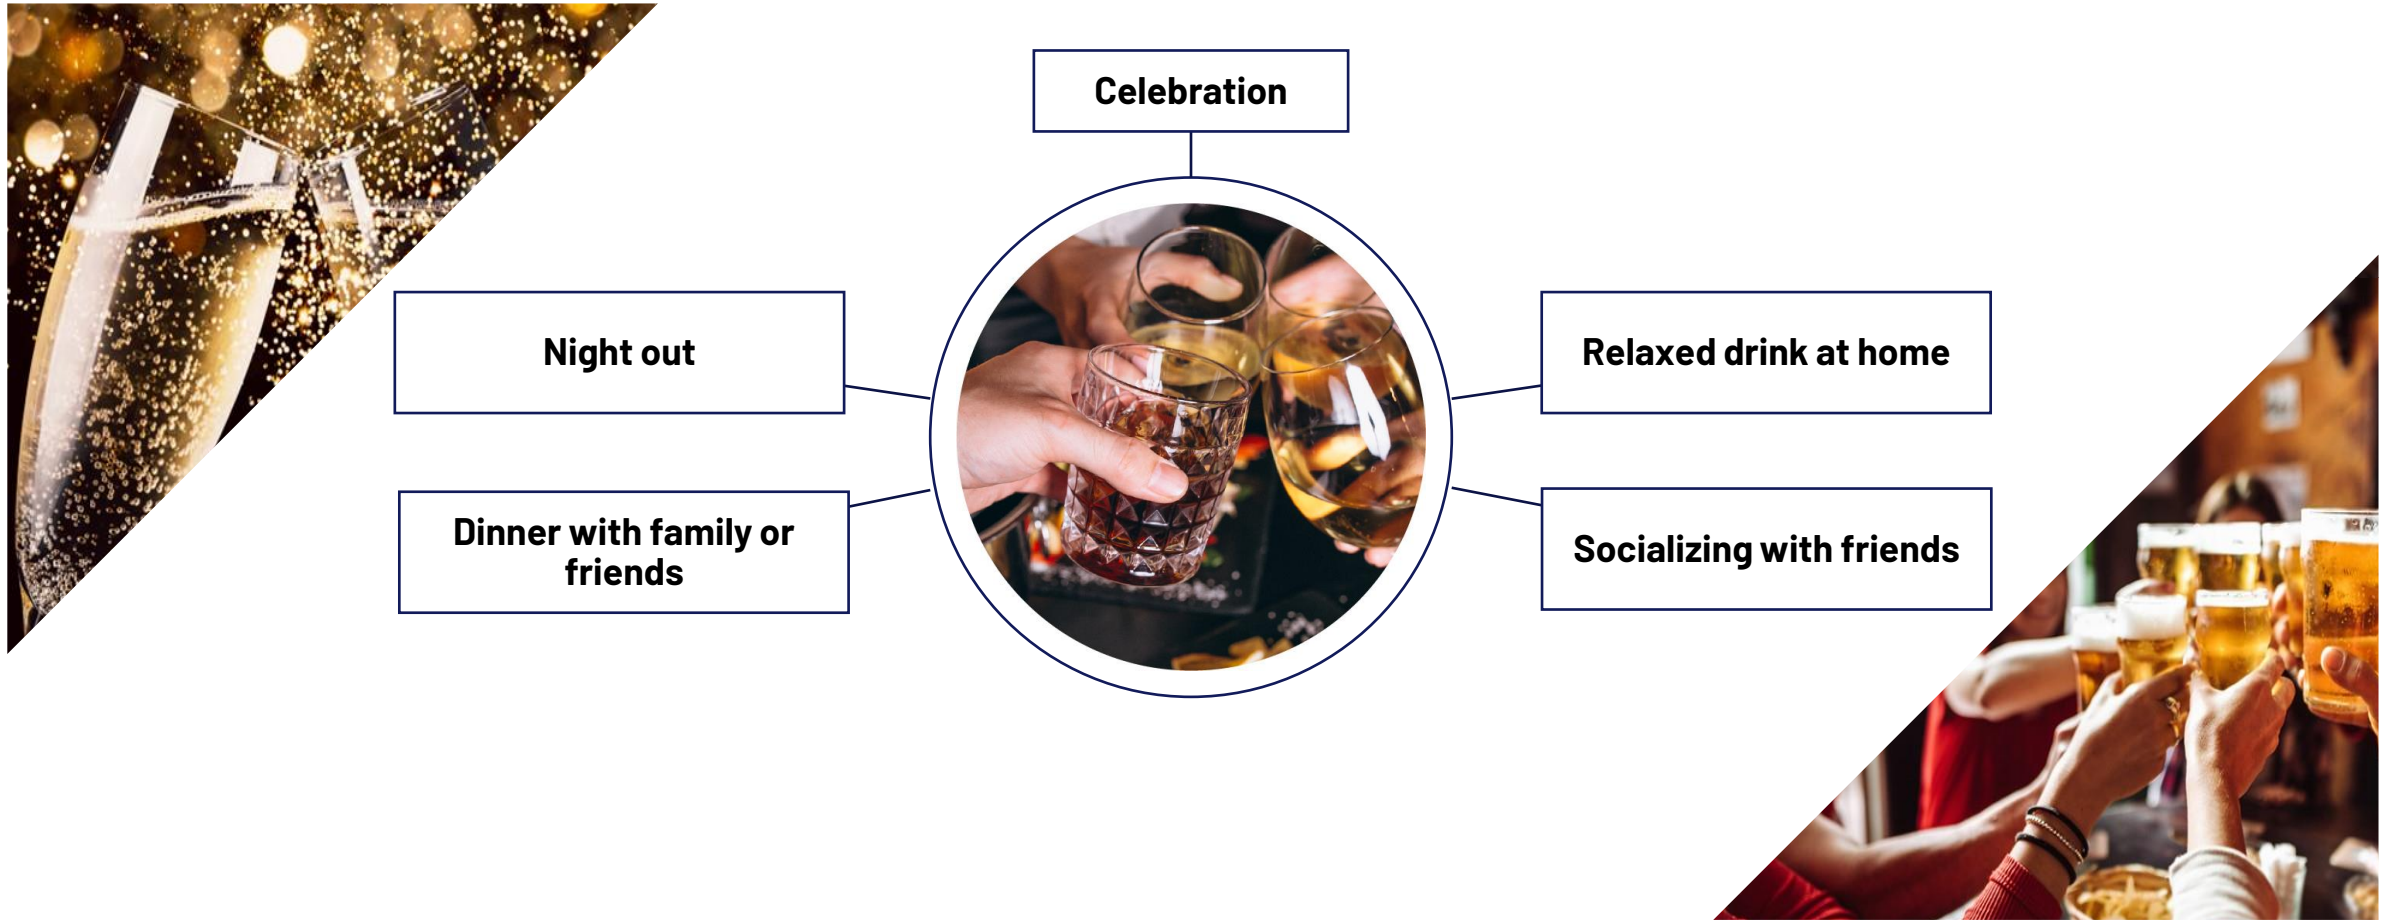 Celebration
Night out
Relaxed drink at home
Dinner with family or
friends
Socializing with friends